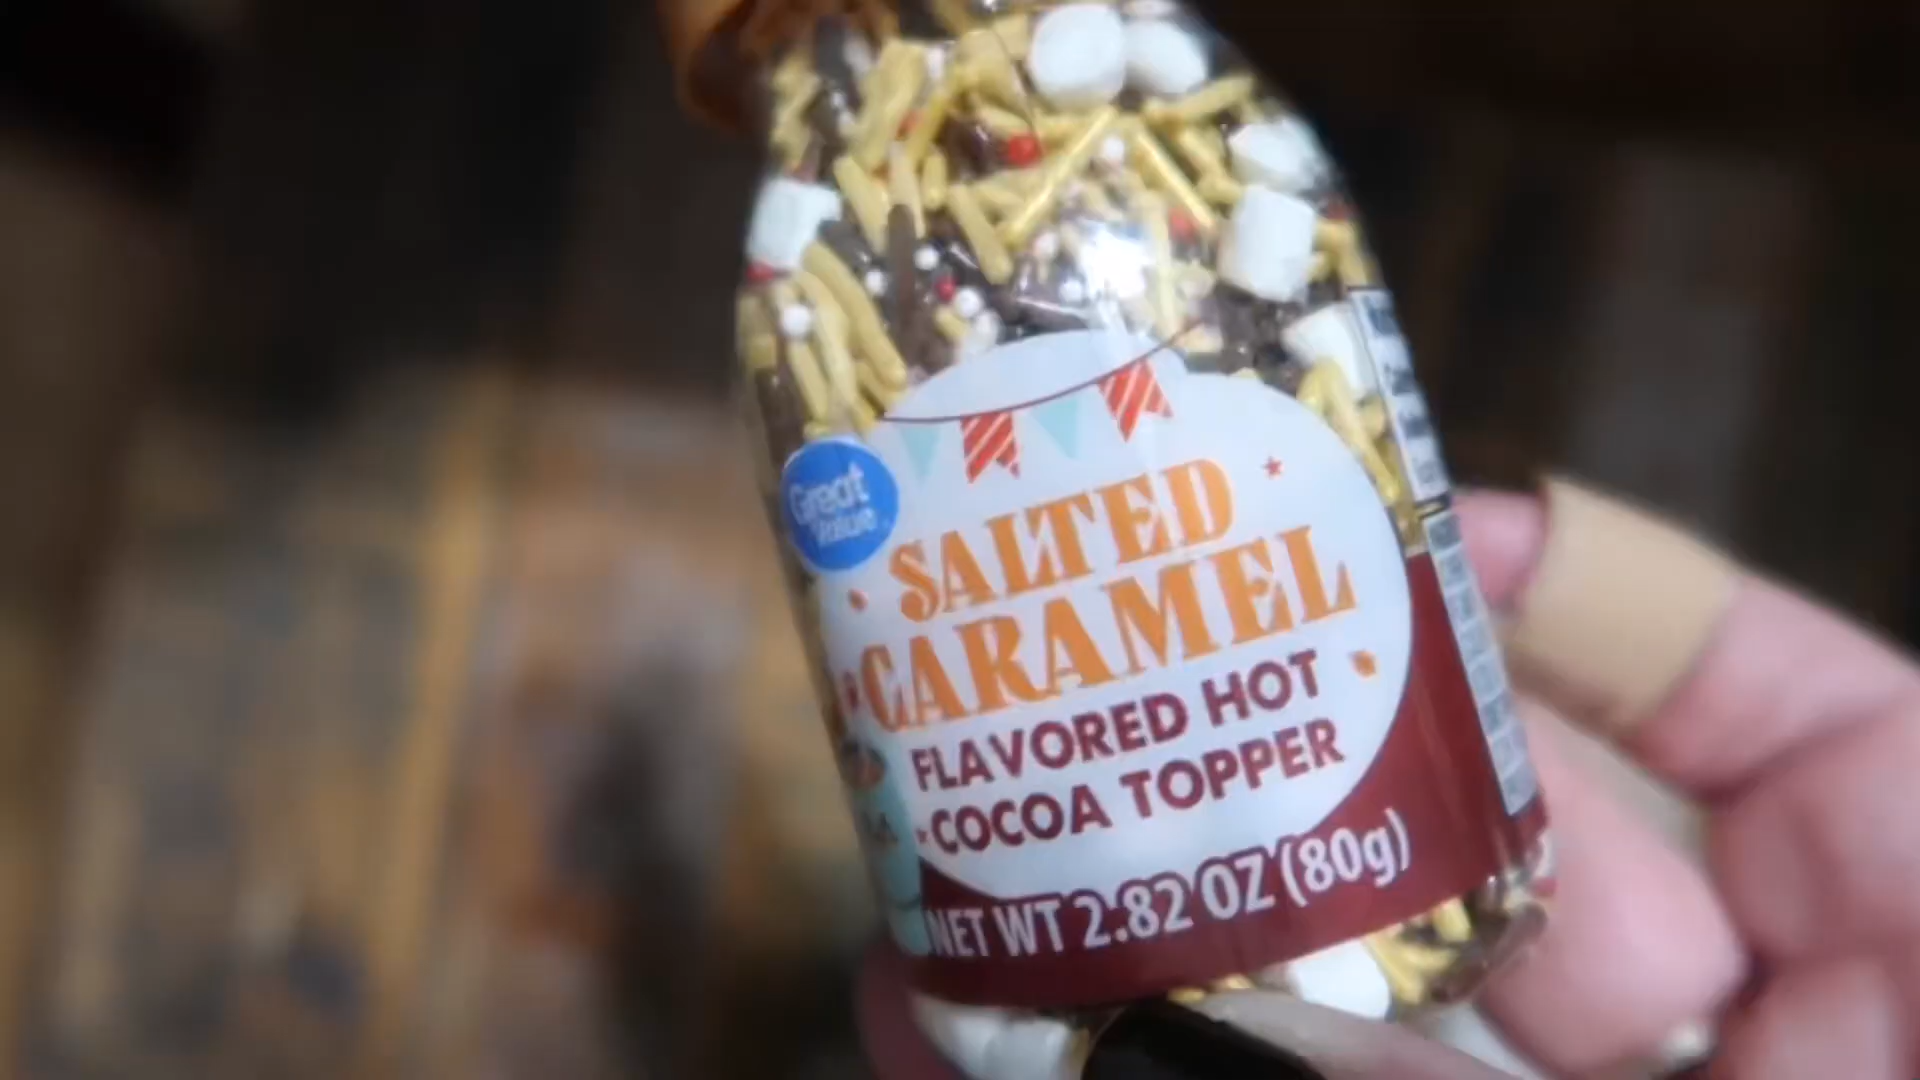 Great
Value
SALTED
CARAMEL
FLAVORED HOT
COCOA TOPPER
NET WT 2.82 OZ (80g)